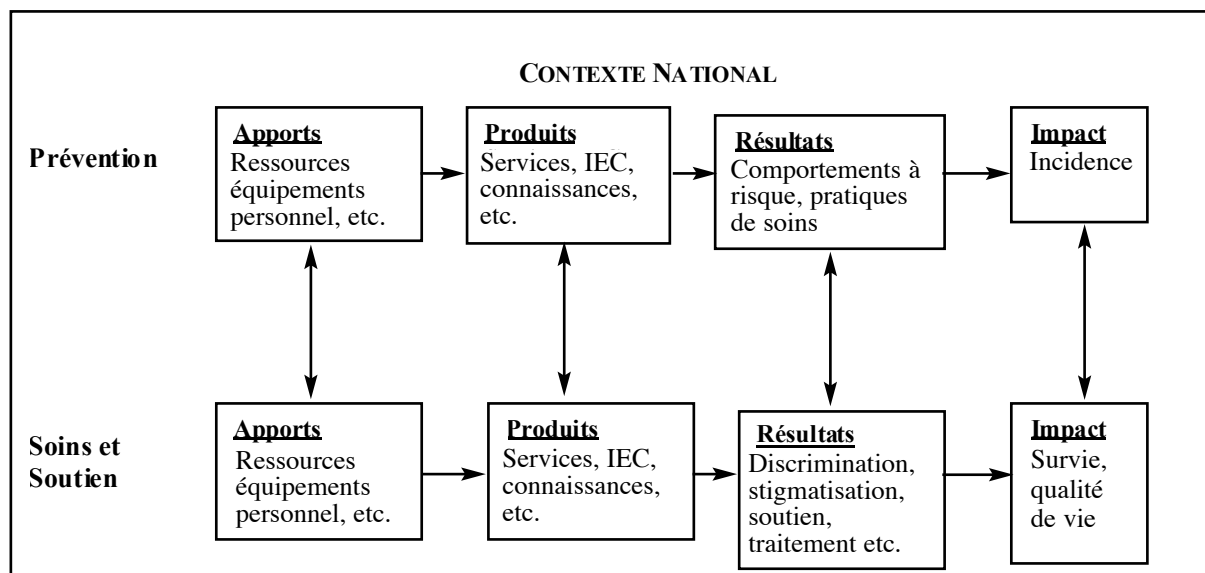 CONTEXTE NATIONAL
Prévention
Apports
Ressources
équipements
personnel, etc.
Produits
Services, IEC,
connaissances,
etc.
Résultats
Comportements à
risque, pratiques
de soins
Impact
Incidence
Soins et
Soutien
Apports
Ressources
équipements
personnel, etc.
Produits
Services, IEC,
connaissances,
etc.
Résultats
Discrimination,
stigmatisation,
soutien,
traitement etc.
Impact
Survie,
qualité
de vie